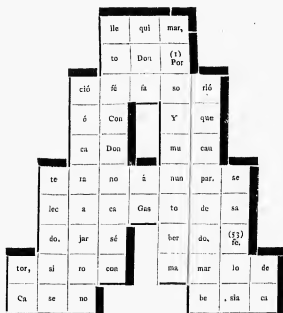 lle qui mar,
to Don (1) Por
ció fé fa so rió
ó Con Y que
ca Don mu cau
te ra no á nun par. se
lec a ca Gas to de sa
do. jar sé ber do. (53) fe.
tor, si ro con ma mar lo de
Ca se no be , sia ca